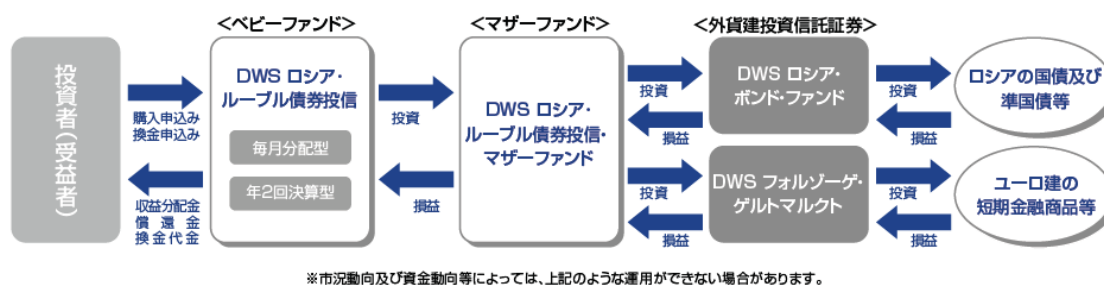 <ベビーファンド>
<マザーファンド>
<外貨建投資信託証券>
投資者(受益者)
購入申込み
換金申込み
収益分配金
償還金
換金代金
DWS ロシア・
ルーブル債券投信
毎月分配型
年2回決算型
投資
損益
DWS ロシア・
ルーブル債券投信・
マザーファンド
投資
損益
投資
損益
DWS ロシア・
ボンド・ファンド
DWS フォルゾーゲ・
ゲルトマルクト
投資
損益
投資
損益
ロシアの国債及び
準国債等
ユーロ建の
短期金融商品等
※市況動向及び資金動向等によっては、上記のような運用ができない場合があります。